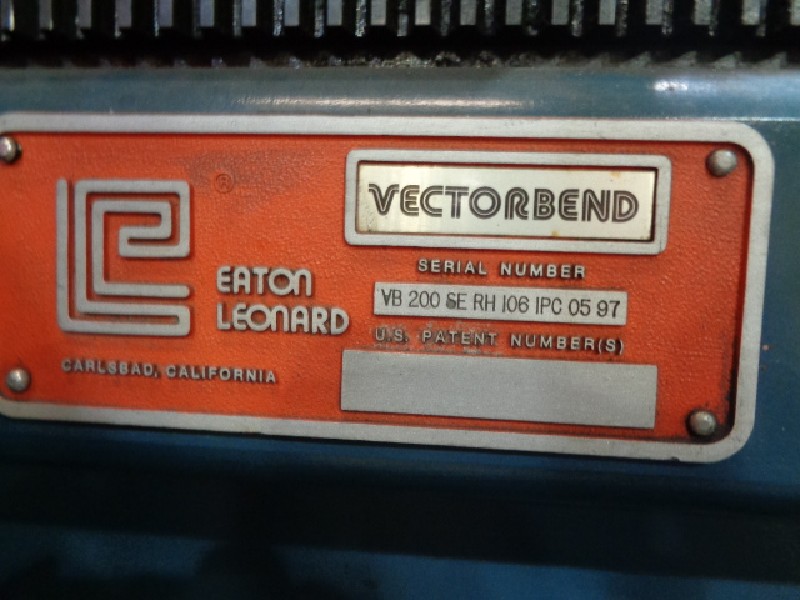 ®
EATON
LEONARD
CARLSBAD, CALIFORNIA
VECTORBEND
SERIAL NUMBER
VB 200 SE RH 106 IPC 05 97
U.S. PATENT NUMBER(S)